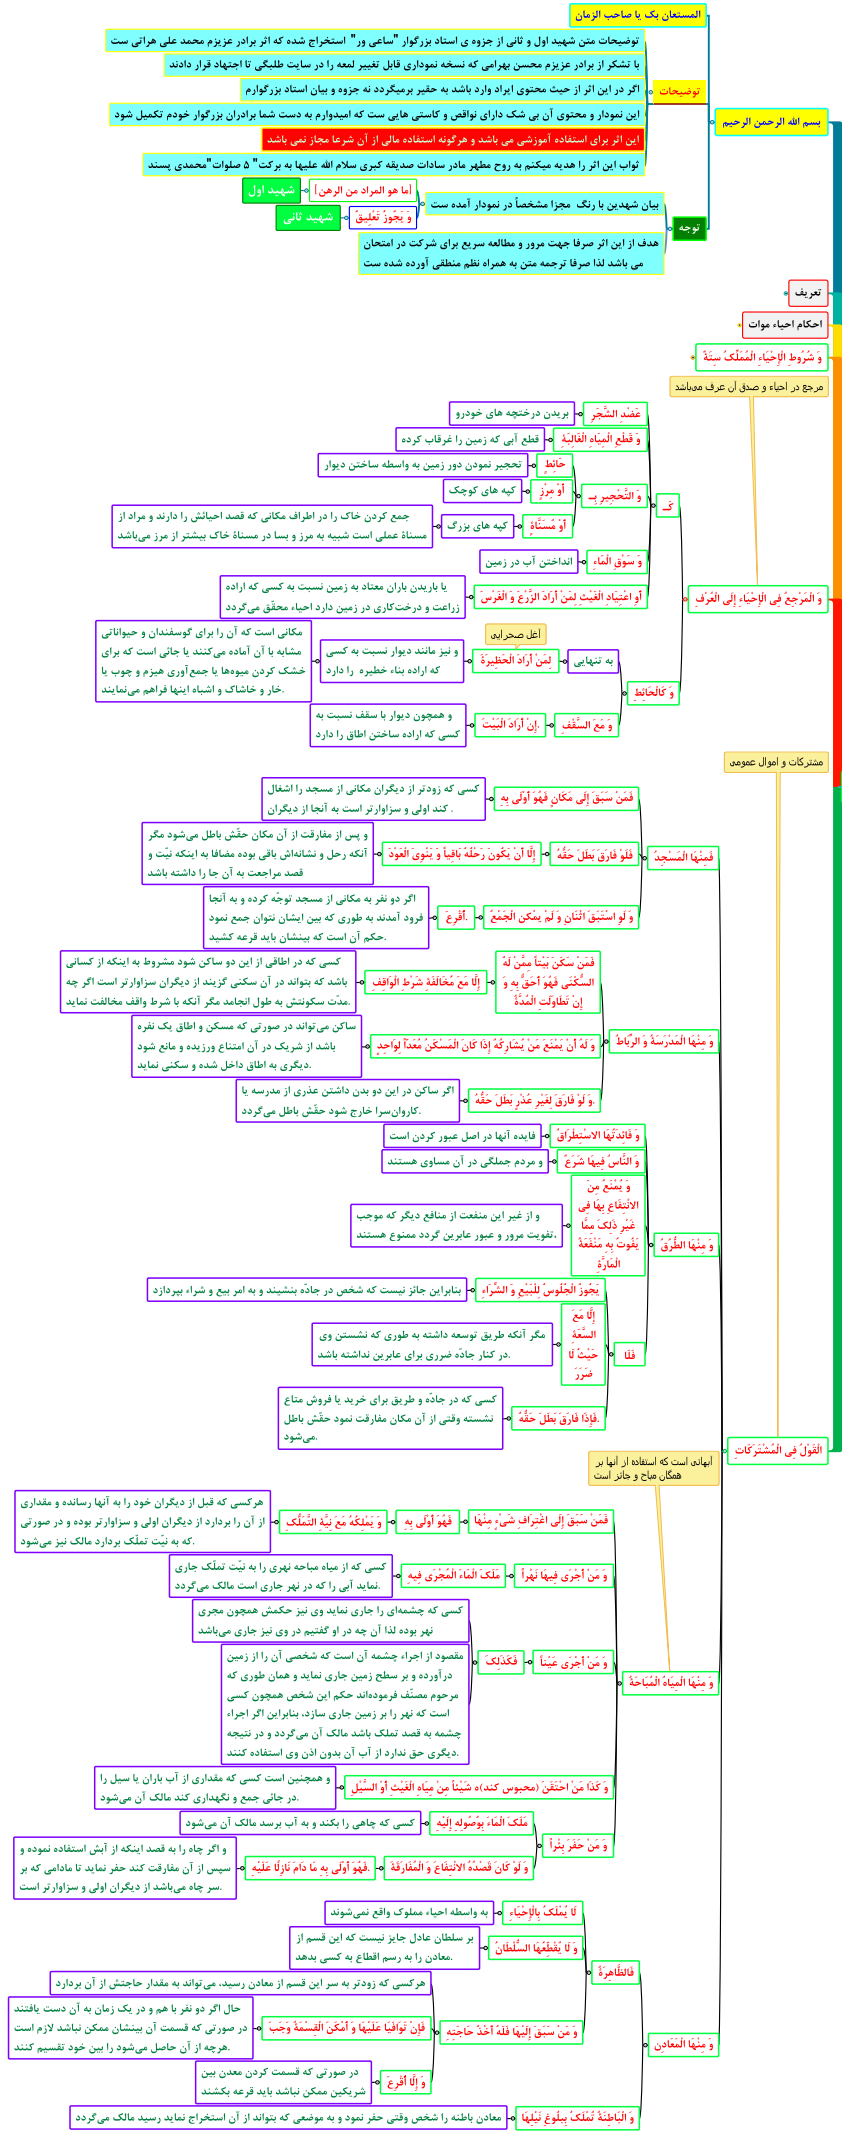 المستعان بک یا صاحب الزمان
بسم الله الرحمن الرحیم
توضیحات
توضیحات متن شهید اول و ثانی از جزوه ی استاد بزرگوار "ساعی ور" استخراج شده که اثر برادر عزیزم محمد علی هراتی ست
با تشکر از برادر عزیزم محسن بهرامی که نسخه نموداری قابل تغییر لمعه را در سایت طلبگی تا اجتهاد قرار دادند
اگر در این اثر از حیث محتوی ایراد وارد باشد به حقیر برمیگردد نه جزوه و بیان استاد بزرگوارم
این نمودار و محتوی آن بی شک دارای نواقص و کاستی هایی ست که امیدوارم به دست شما برادران بزرگوار خودم تکمیل شود
این اثر برای استفاده آموزشی می باشد و هرگونه استفاده مالی از آن شرعا مجاز نمی باشد
ثواب این اثر را هدیه میکنم به روح مطهر مادر سادات صدیقه کبری سلام الله علیها به برکت" ۵ صلوات"محمدی پسند
توجه
بیان شهدین با رنگ مجزا مشخصاً در نمودار آمده ست
[ما هو المراد من الرهن]
شهید اول
وَ يَجُوزُ تَعْلِيقُ
شهید ثانی
هدف از این اثر صرفا جهت مرور و مطالعه سریع برای شرکت در امتحان
می باشد لذا صرفا ترجمه متن به همراه نظم منطقی آورده شده ست
تعریف
احکام احیاء موات
وَ شُرُوطِ الْإِحْيَاءِ الْمُمَلِّكُ سِتَّةُ
مرجع در احیاء و صدق آن عرف می‌باشد
وَ الْمَرْجِعُ فِي الْإِحْيَاءِ إِلَى الْعُرْفِ
كَـ
عَضْدِ الشَّجَرِ
بریدن درختچه های خودرو
وَ قَطْعِ الْمِيَاهِ الْغَالِبَةِ
قطع آبی که زمین را غرقاب کرده
وَ التَّحْجِيرِ بِــ
حَائِطٍ
تحجیر نمودن دور زمین به واسطه ساختن دیوار
أَوْ مِرْزٍ
کپه های کوچک
أَوْ مُسَنَّاةٍ
کپه های بزرگ
جمع کردن خاک را در اطراف مکانی که قصد احیائش را دارند و مراد از
مسناة عملی است شبیه به مرز و بسا در مسناة خاک بیشتر از مرز می‌باشد
وَ سَوْقِ الْمَاءِ
انداختن آب در زمین
أَوِ اعْتِيَادِ الْغَيْثِ لِمَنْ أَرَادَ الزَّرْعَ وَ الْغَرْسَ
یا باریدن باران معتاد به زمین نسبت به کسی که اراده
زراعت و درخت‌کاری در زمین دارد احیاء محقّق می‌گردد
وَ كَالْحَائِطِ
به تنهایی
آغل صحرایی
لِمَنْ أَرَادَ الْحَظِيرَةَ
و نیز مانند دیوار نسبت به کسی
که اراده بناء خطیره را دارد
مکانی است که آن را برای گوسفندان و حیواناتی
مشابه با آن آماده می‌کنند یا جائی است که برای
خشک کردن میوه‌ها یا جمع‌آوری هیزم و چوب یا
خار و خاشاک و اشباه اینها فراهم می‌نمایند.
وَ مَعَ السَّقْفِ
إِنْ أَرَادَ الْبَيْتَ.
و همچون دیوار با سقف نسبت به
کسی که اراده ساختن اطاق را دارد
مشترکات و اموال عمومی
الْقَوْلُ فِي الْمُشْتَرَكَاتِ
فَمِنْهَا الْمَسْجِدُ
فَمَنْ سَبَقَ إِلَى مَكَانٍ فَهُوَ أَوْلَى بِهِ
کسی که زودتر از دیگران مکانی از مسجد را اشغال
کند اولی و سزاوارتر است به آنجا از دیگران .
فَلَوْ فَارَقَ بَطَلَ حَقُّهُ
إِلَّا أَنْ يَكُونَ رَحْلُهُ بَاقِياً وَ يَنْوِيَ الْعَوْدَ
و پس از مفارقت از آن مکان حقّش باطل می‌شود مگر
آنکه رحل و نشانه‌اش باقی بوده مضافا به اینکه نیّت و
قصد مراجعت به آن جا را داشته باشد
وَ لَوِ اسْتَبَقَ اثْنَانِ وَ لَمْ يمْكِنِ الْجَمْعُ
أُقْرِعَ.
اگر دو نفر به مکانی از مسجد توجّه کرده و به آنجا
فرود آمدند به طوری که بین ایشان نتوان جمع نمود
حکم آن است که بینشان باید قرعه کشید.
وَ مِنْهَا الْمَدْرَسَةُ وَ الرِّبَاطُ
فَمَنْ سَكَنَ بَيْتاً مِمَّنْ لَهُ
السُّكْنَى فَهُوَ أَحَقُّ بِهِ وَ
إِنْ تَطَاوَلَتِ الْمُدَّةُ
إِلَّا مَعَ مُخَالَفَةِ شَرْطِ الْوَاقِفِ
کسی که در اطاقی از این دو ساکن شود مشروط به اینکه از کسانی
باشد که بتواند در آن سکنی گزیند از دیگران سزاوارتر است اگر چه
مدّت سکونتش به طول انجامد مگر آنکه با شرط واقف مخالفت نماید.
وَ لَهُ أَنْ يَمْنَعَ مَنْ يُشَارِكُهُ إِذَا كَانَ الْمَسْكَنُ مُعَدّاً لِوَاحِدٍ
ساکن می‌تواند در صورتی که مسکن و اطاق یک نفره
باشد از شریک در آن امتناع ورزیده و مانع شود
دیگری به اطاق داخل شده و سکنی نماید.
وَ لَوْ فَارَقَ لِغَيْرِ عُذْرٍ بَطَلَ حَقُّهُ.
اگر ساکن در این دو بدن داشتن عذری از مدرسه یا
کاروان‌سرا خارج شود حقّش باطل می‌گردد.
وَ مِنْهَا الطُّرُقُ
وَ فَائِدَتُهَا الاسْتِطْرَاقُ
فایده آنها در اصل عبور کردن است
وَ النَّاسُ فِيهَا شَرَعٌ
و مردم جملگی در آن مساوی هستند
وَ يُمْنَعُ مِنَ
الانْتِفَاعِ بِهَا فِي
غَيْرِ ذَلِكَ مِمَّا
يَفُوتُ بِهِ مَنْفَعَةُ
الْمَارَّةِ
و از غیر این منفعت از منافع دیگر که موجب
تفویت مرور و عبور عابرین گردد ممنوع هستند.
فَلَا
يَجُوزُ الْجُلُوسُ لِلْبَيْعِ وَ الشِّرَاءِ
بنابراین جائز نیست که شخص در جادّه بنشیند و به امر بیع و شراء بپردازد
إِلَّا مَعَ
السَّعَةِ
حَيْثُ لَا
ضَرَرَ
مگر آنکه طریق توسعه داشته به طوری که نشستن وی
در کنار جادّه ضرری برای عابرین نداشته باشد.
فَإِذَا فَارَقَ بَطَلَ حَقُّهُ.
کسی که در جادّه و طریق برای خرید یا فروش متاع
نشسته وقتی از آن مکان مفارقت نمود حقّش باطل
می‌شود.
آبهائی است که استفاده از آنها بر
همگان مباح و جائز است
وَ مِنْهَا الْمِيَاهُ الْمُبَاحَةُ
فَمَنْ سَبَقَ إِلَى اغْتِرَافِ شَيْءٍ مِنْهَا
فَهُوَ أَوْلَى بِهِ
وَ يَمْلِكُهُ مَعَ نِيَّةِ التَّمَلُّكِ
هرکسی که قبل از دیگران خود را به آنها رسانده و مقداری
از آن را بردارد از دیگران اولی و سزاوارتر بوده و در صورتی
که به نیّت تملّک بردارد مالک نیز می‌شود.
وَ مَنْ أَجْرَى فِيهَا نَهْراً
مَلَكَ الْمَاءَ الْمُجْرَى فِيهِ
کسی که از میاه مباحه نهری را به نیّت تملّک جاری
نماید آبی را که در نهر جاری است مالک می‌گردد.
وَ مَنْ أَجْرَى عَيْناً
فَكَذَلِكَ
کسی که چشمه‌ای را جاری نماید وی نیز حکمش همچون مجری
نهر بوده لذا آن چه در او گفتیم در وی نیز جاری می‌باشد
مقصود از اجراء چشمه آن است که شخصی آن را از زمین
درآورده و بر سطح زمین جاری نماید و همان طوری که
مرحوم مصنّف فرموده‌اند حکم این شخص همچون کسی
است که نهر را بر زمین جاری سازد، بنابراین اگر اجراء
چشمه به قصد تملک باشد مالک آن می‌گردد و در نتیجه
دیگری حق ندارد از آب آن بدون اذن وی استفاده کنند.
وَ كَذَا مَنْ احْتَقَنَ (محبوس کند)ه شَيْئاً مِنْ مِيَاهِ الْغَيْثِ أَوْ السَّيْلِ
و همچنین است کسی که مقداری از آب باران یا سیل را
در جائی جمع و نگهداری کند مالک آن می‌شود.
وَ مَنْ حَفَرَ بِئْراً
مَلَكَ الْمَاءَ بِوُصُولِهِ إِلَيْهِ
کسی که چاهی را بکند و به آب برسد مالک آن می‌شود
وَ لَوْ كَانَ قَصْدُهُ الانْتِفَاعَ وَ الْمُفَارَقَةَ
فَهُوَ أَوْلَى بِهِ مَا دَامَ نَازِلًا عَلَيْهِ.
و اگر چاه را به قصد اینکه از آبش استفاده نموده و
سپس از آن مفارقت کند حفر نماید تا مادامی که بر
سر چاه می‌باشد از دیگران اولی و سزاوارتر است.
وَ مِنْهَا الْمَعَادِنُ
فَالظَّاهِرَةُ
لَا يُمْلَكُ بِالْإِحْيَاءِ
به واسطه احیاء مملوک واقع نمی‌شوند
وَ لَا يُقْطِعُهَا السُّلْطَانُ
بر سلطان عادل جایز نیست که این قسم از
معادن را به رسم اقطاع به کسی بدهد.
وَ مَنْ سَبَقَ إِلَيْهَا فَلَهُ أَخْذُ حَاجَتِهِ
هرکسی که زودتر به سر این قسم از معادن رسید، می‌تواند به مقدار حاجتش از آن بردارد
فَإِنْ تَوَافَيَا عَلَيْهَا وَ أَمْكَنَ الْقِسْمَةُ وَجَبَ
حال اگر دو نفر با هم و در یک زمان به آن دست یافتند
در صورتی که قسمت آن بینشان ممکن نباشد لازم است
هرچه از آن حاصل می‌شود را بین خود تقسیم کنند.
وَ إِلَّا أُقْرِعَ
در صورتی که قسمت کردن معدن بین
شریکین ممکن نباشد باید قرعه بکشند
وَ الْبَاطِنَةُ تُمْلَكُ بِبُلُوغِ نَيْلِهَا
معادن باطنه را شخص وقتی حفر نمود و به موضعی که بتواند از آن استخراج نماید رسید مالک می‌گردد